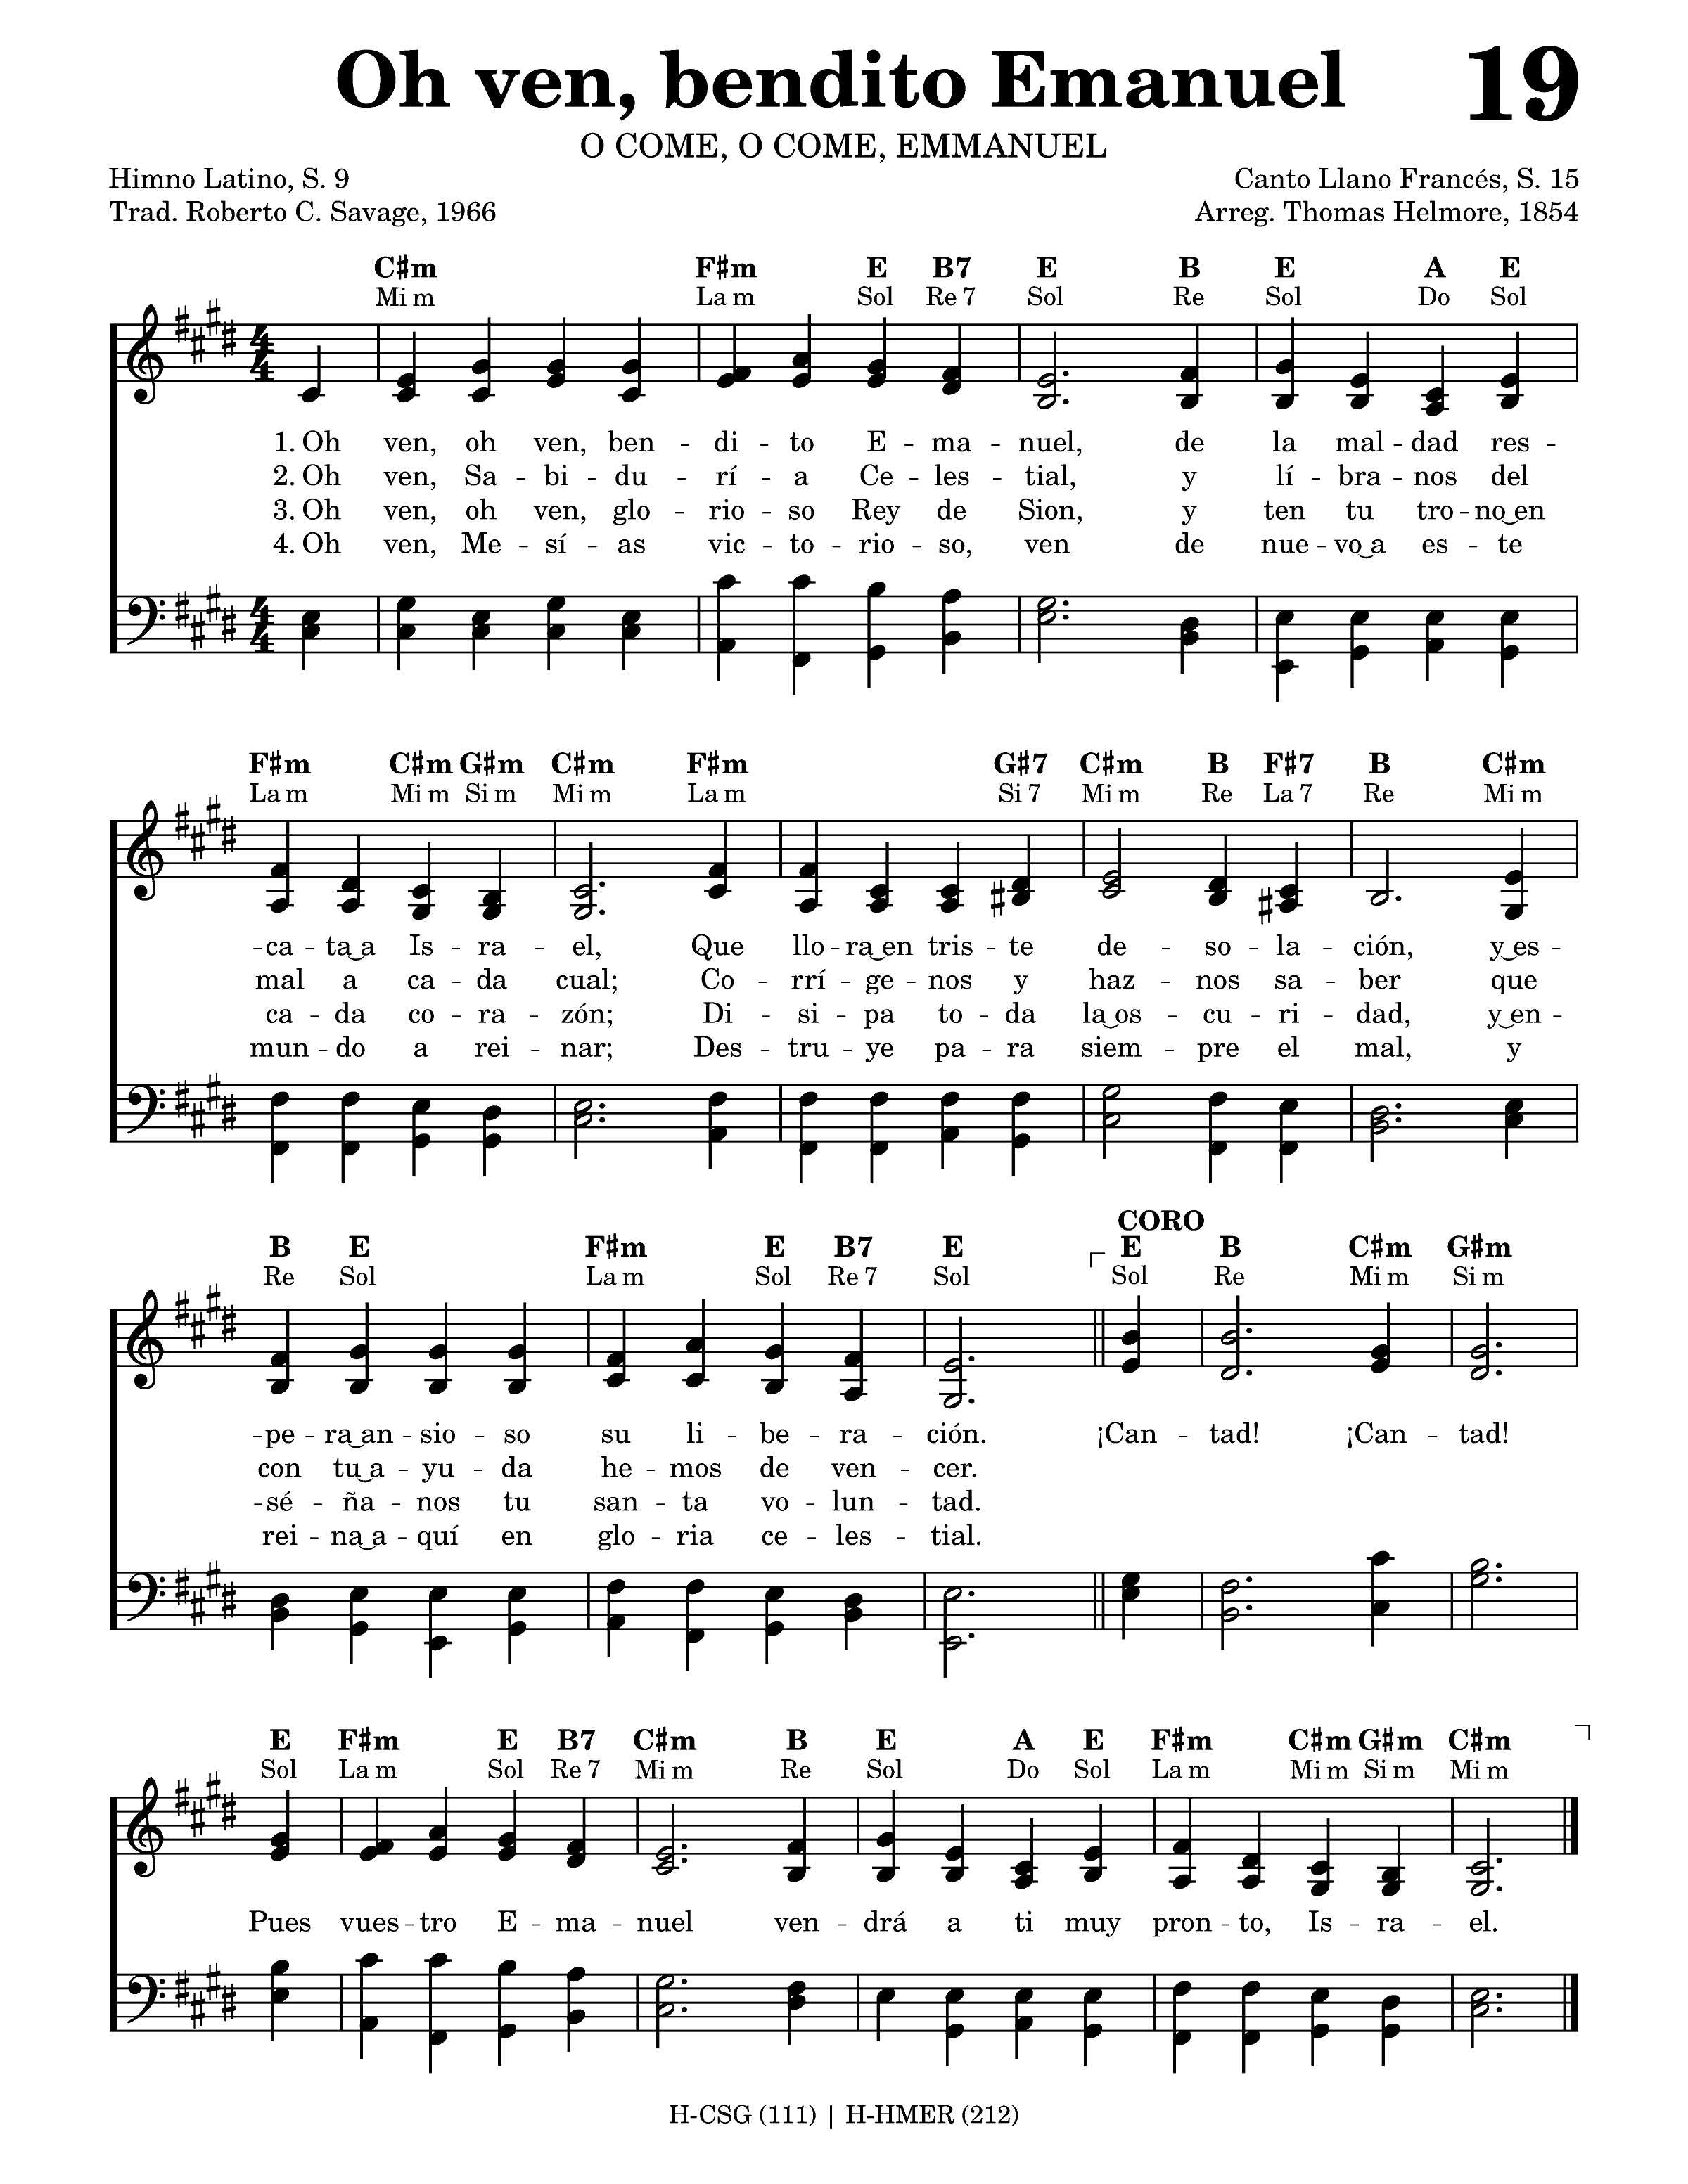 Oh ven, bendito Emanuel 19
O COME, O COME, EMMANUEL
Himno Latino, S. 9 Canto Llano Francés, S. 15
Trad. Roberto C. Savage, 1966 Arreg. Thomas Helmore, 1854
C♯m F♯m E B7 E B E A E
Mi m La m Sol Re 7 Sol Re Sol Do Sol
4/4
1. Oh ven, oh ven, ben - di - to E - ma - nuel, de la mal - dad res -
2. Oh ven, Sa - bi - du - rí - a Ce - les - tial, y lí - bra - nos del
3. Oh ven, oh ven, glo - rio - so Rey de Sion, y ten tu tro - no‿en
4. Oh ven, Me - sí - as vic - to - rio - so, ven de nue - vo‿a es - te
4/4
F♯m C♯m G♯m C♯m F♯m G♯7 C♯m B F♯7 B C♯m
La m Mi m Si m Mi m La m Si 7 Mi m Re La 7 Re Mi m
- ca - ta‿a Is - ra - el, Que llo - ra‿en tris - te de - so - la - ción, y‿es -
mal a ca - da cual; Co - rrí - ge - nos y haz - nos sa - ber que
ca - da co - ra - zón; Di - si - pa to - da la‿os - cu - ri - dad, y‿en -
mun - do a rei - nar; Des - tru - ye pa - ra siem - pre el mal, y
CORO
B E F♯m E B7 E E B C♯m G♯m
Re Sol La m Sol Re 7 Sol Sol Re Mi m Si m
- pe - ra‿an - sio - so su li - be - ra - ción. ¡Can - tad! ¡Can - tad!
con tu‿a - yu - da he - mos de ven - cer.
- sé - ña - nos tu san - ta vo - lun - tad.
rei - na‿a - quí en glo - ria ce - les - tial.
E F♯m E B7 C♯m B E A E F♯m C♯m G♯m C♯m
Sol La m Sol Re 7 Mi m Re Sol Do Sol La m Mi m Si m Mi m
Pues vues - tro E - ma - nuel ven - drá a ti muy pron - to, Is - ra - el.
H-CSG (111) | H-HMER (212)